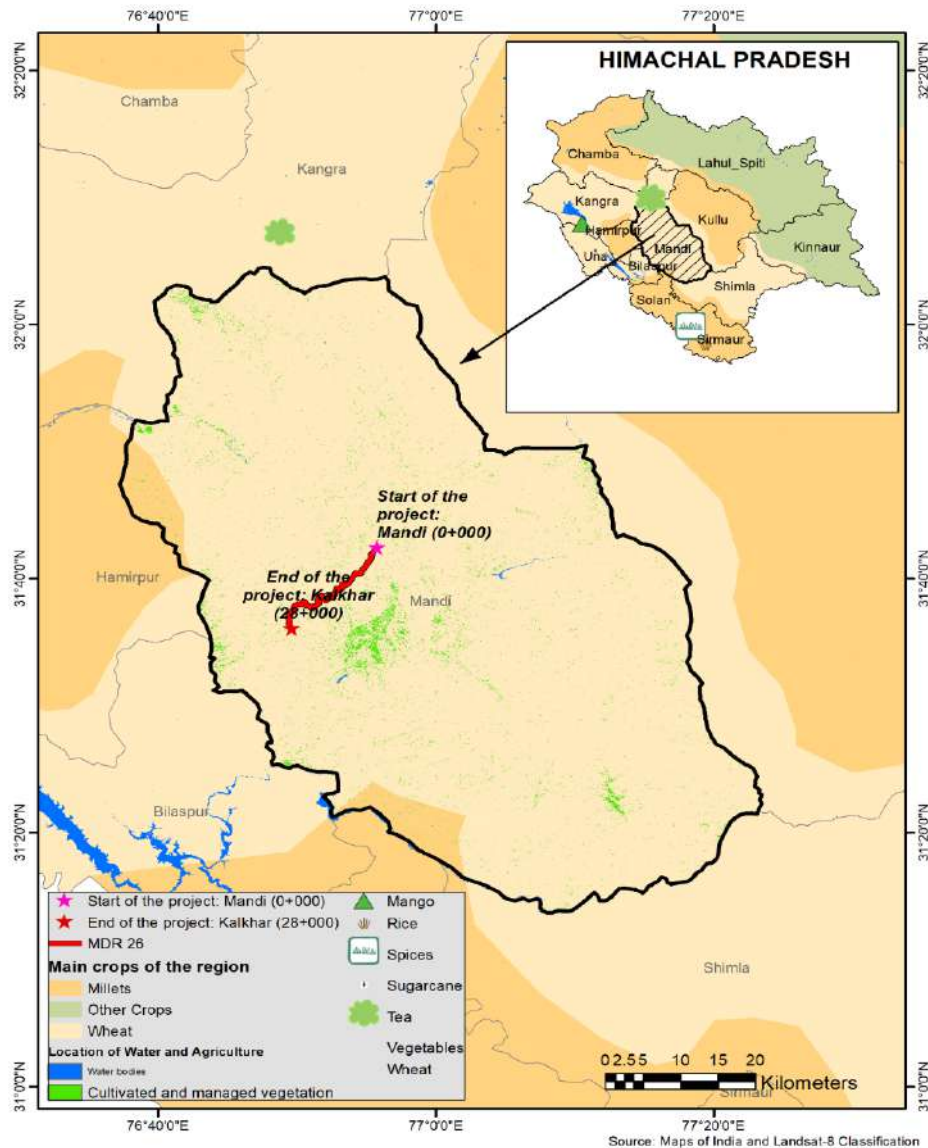 76°40'0"E
77°0'0"E
77°20'0"E
32°20'0"N
32°0'0"N
31°40'0"N
31°20'0"N
31°0'0"N
32°20'0"N
32°0'0"N
31°40'0"N
31°20'0"N
31°0'0"N
HIMACHAL PRADESH
Chamba
Lahul_Spiti
Kangra
Kullu
Hamirpur
Mandi
Kinnaur
Una
Bilaspur
Shimla
Solan
Sirmaur
Chamba
Kangra
Start of the
project:
Mandi (0+000)
Hamirpur
End of the
project: Kalkhar
(28+000)
Mandi
Bilaspur
Shimla
Sirmaur
Start of the project: Mandi (0+000)
End of the project: Kalkhar (28+000)
MDR 26
Main crops of the region
Millets
Other Crops
Wheat
Location of Water and Agriculture
Water bodies
Cultivated and managed vegetation
Mango
Rice
Spices
Sugarcane
Tea
Vegetables
Wheat
0 2.5 5 10 15 20
Kilometers
76°40'0"E
77°0'0"E
77°20'0"E
Source: Maps of India and Landsat-8 Classification